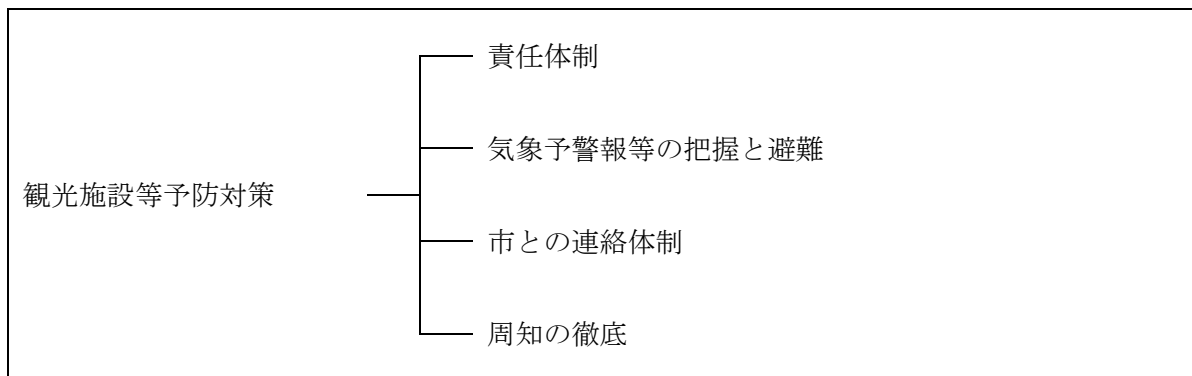 責任体制
気象予警報等の把握と避難
観光施設等予防対策
市との連絡体制
周知の徹底